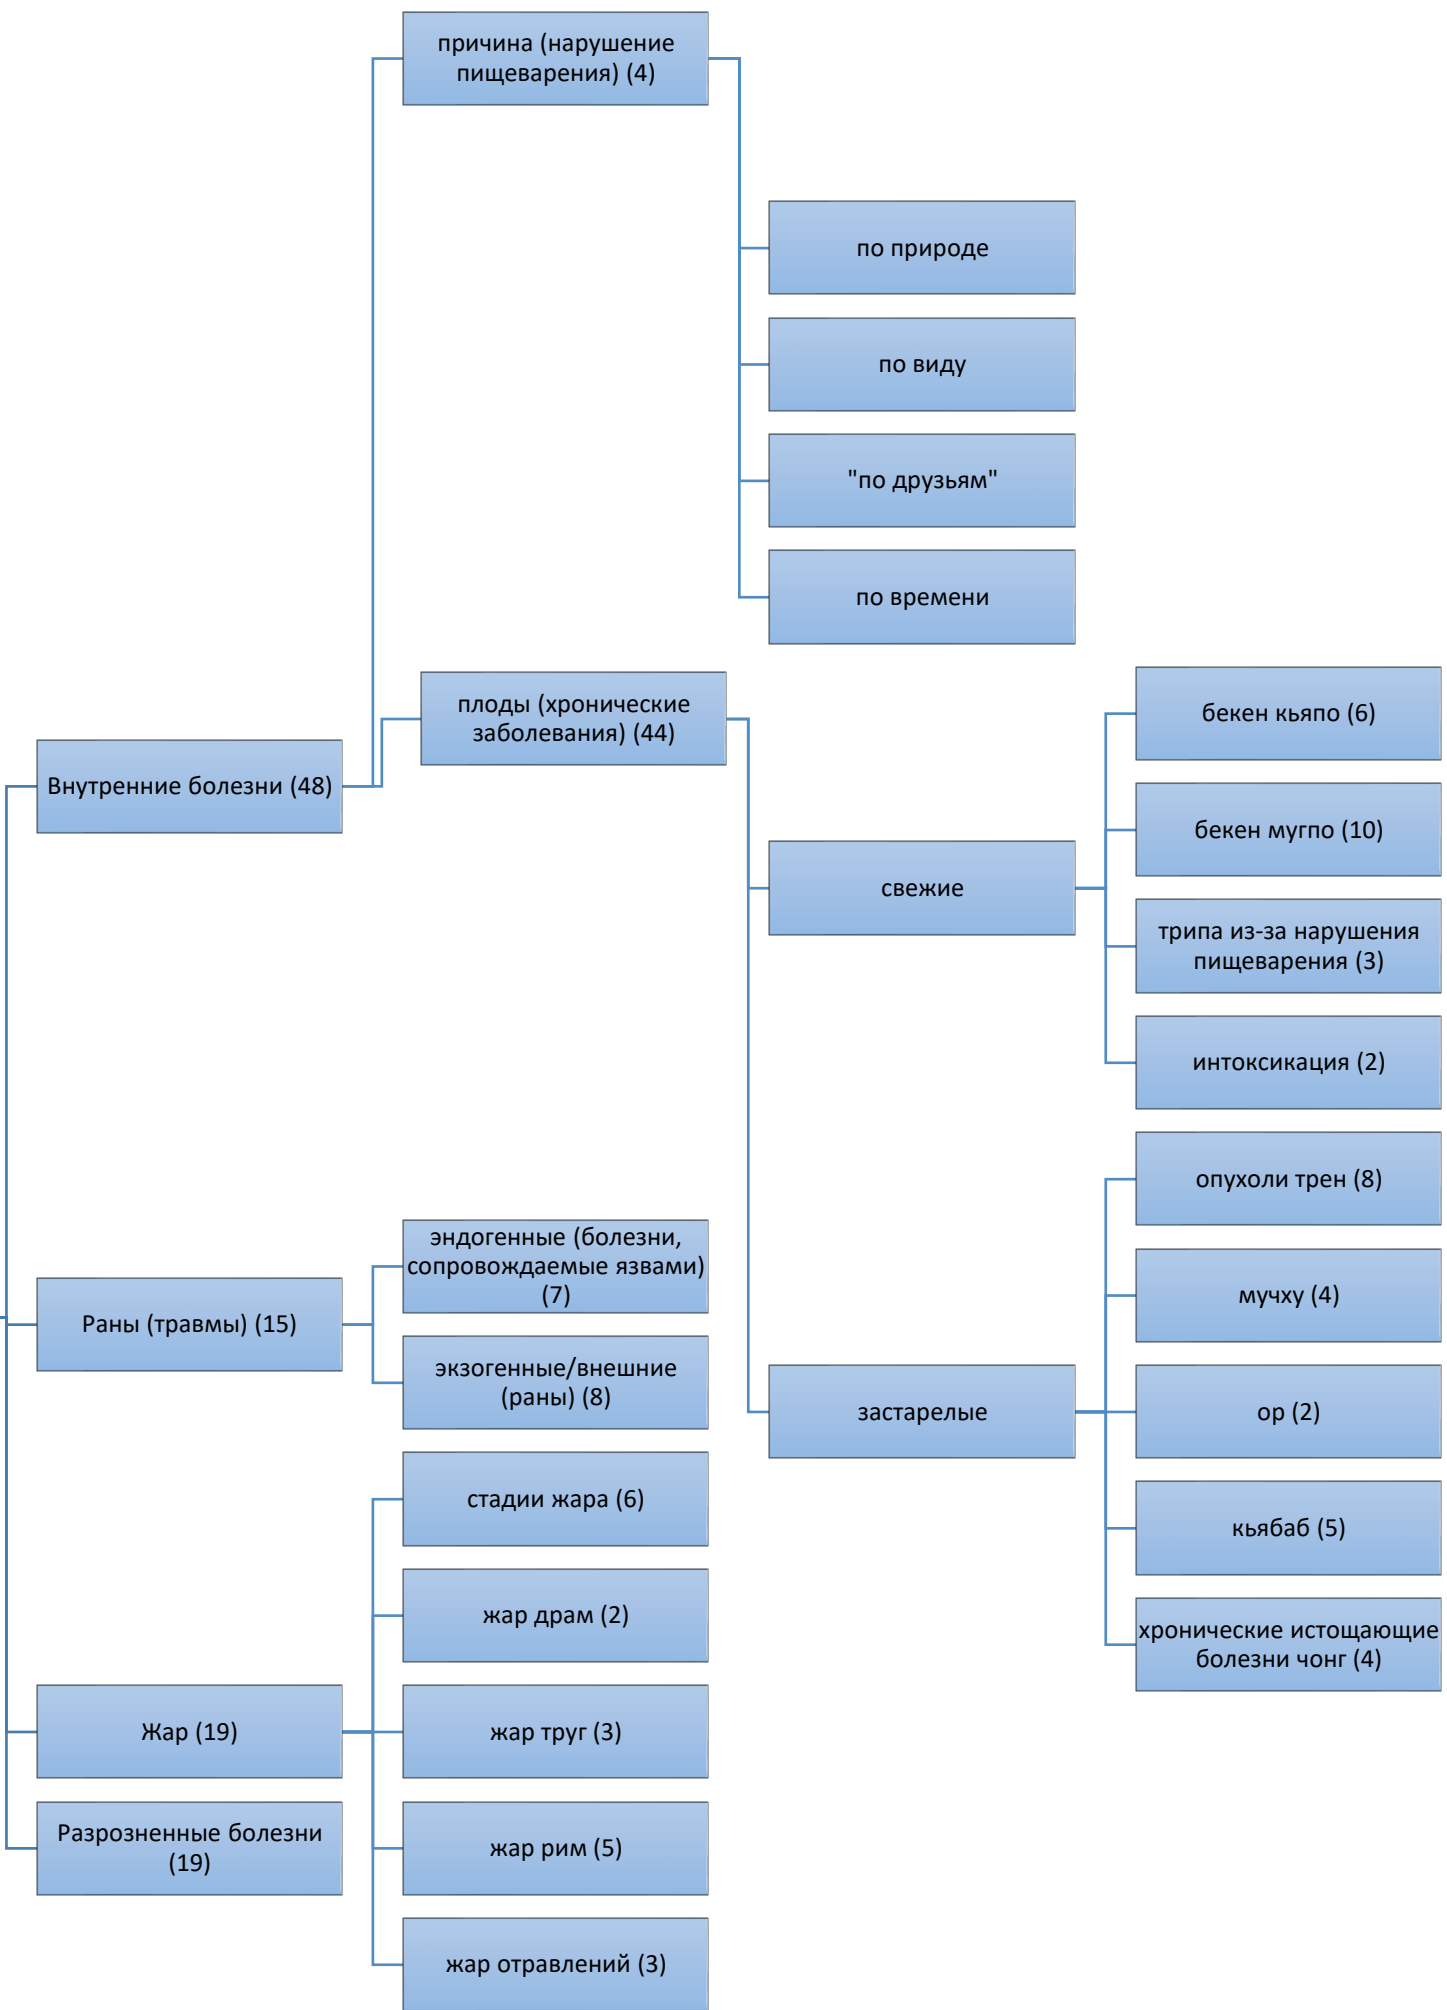 причина (нарушение
пищеварения) (4)
по природе
по виду
"по друзьям"
по времени
плоды (хронические
заболевания) (44)
Внутренние болезни (48)
свежие
бекен кьяпо (6)
бекен мугпо (10)
трипа из-за нарушения
пищеварения (3)
интоксикация (2)
застарелые
опухоли трен (8)
мучху (4)
ор (2)
кьябаб (5)
хронические истощающие
болезни чонг (4)
Раны (травмы) (15)
эндогенные (болезни,
сопровождаемые язвами)
(7)
экзогенные/внешние
(раны) (8)
Жар (19)
стадии жара (6)
жар драм (2)
жар труг (3)
жар рим (5)
жар отравлений (3)
Разрозненные болезни
(19)